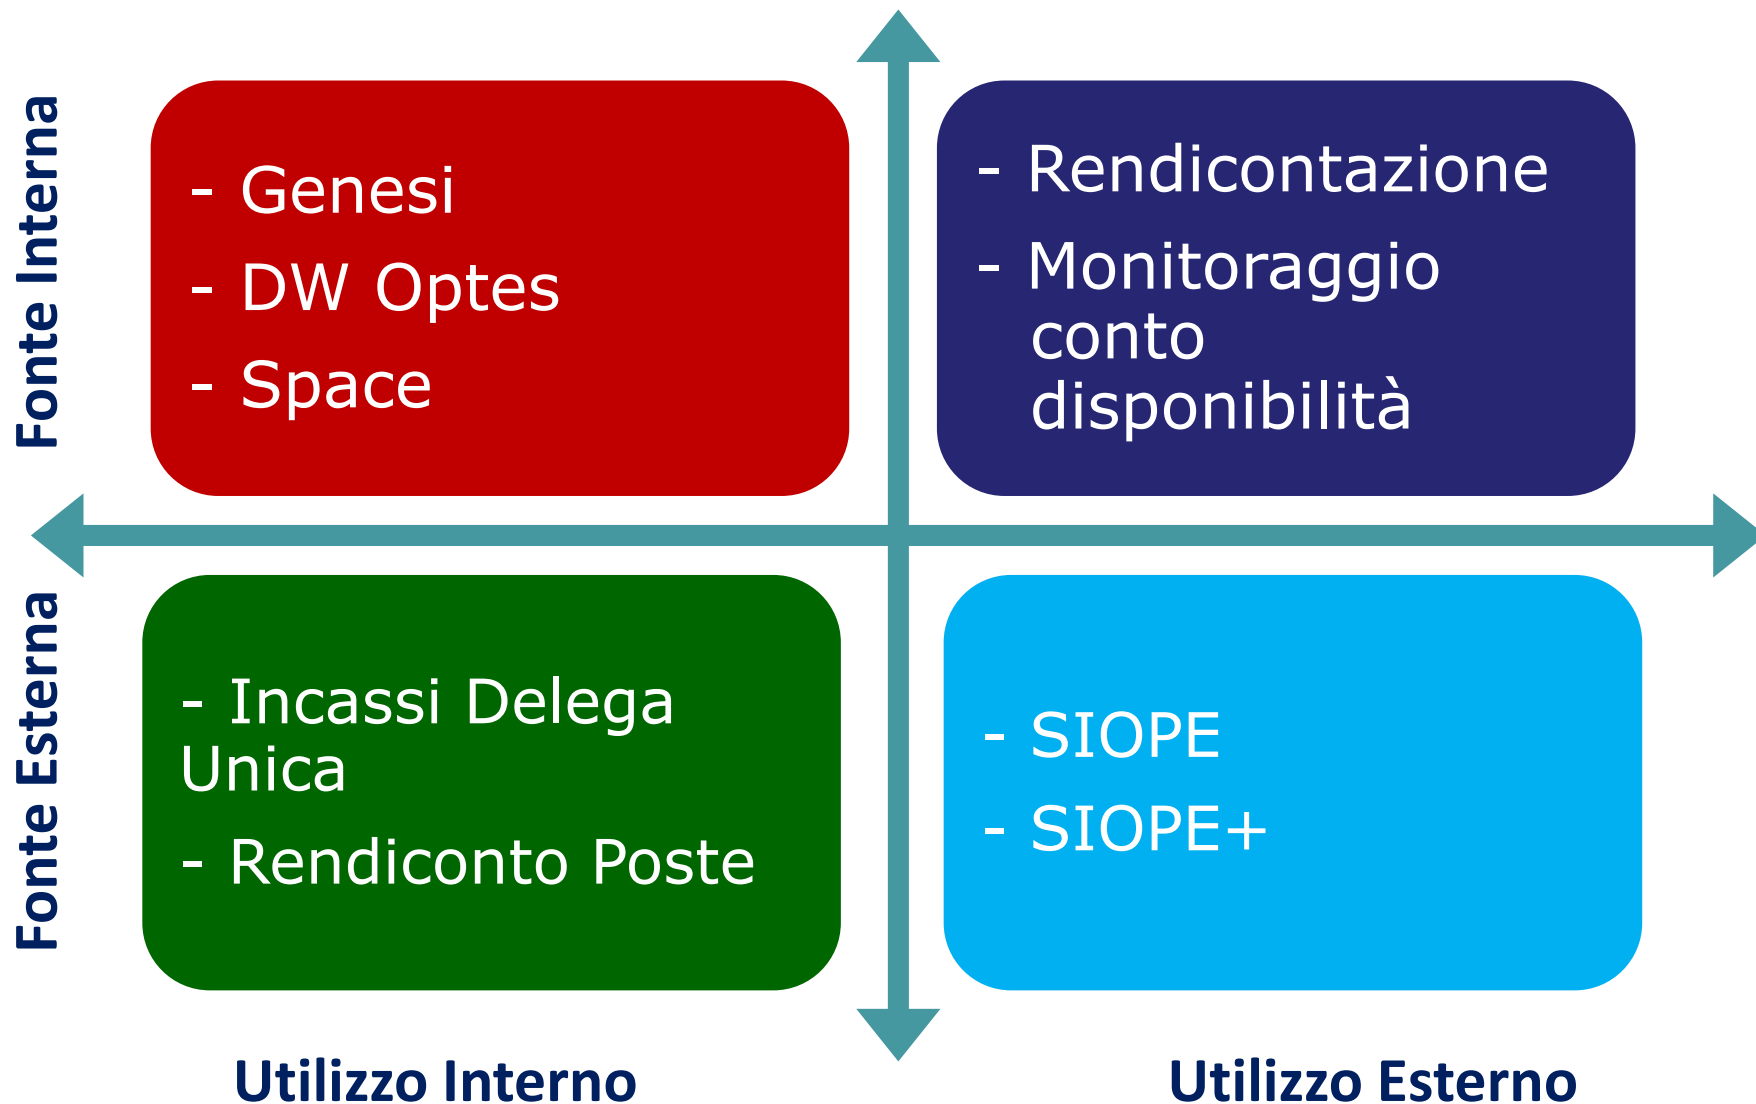 Fonte Interna
- Genesi
- DW Optes
- Space
- Rendicontazione
- Monitoraggio
conto
disponibilità
Fonte Esterna
- Incassi Delega
Unica
- Rendiconto Poste
- SIOPE
- SIOPE+
Utilizzo Interno
Utilizzo Esterno